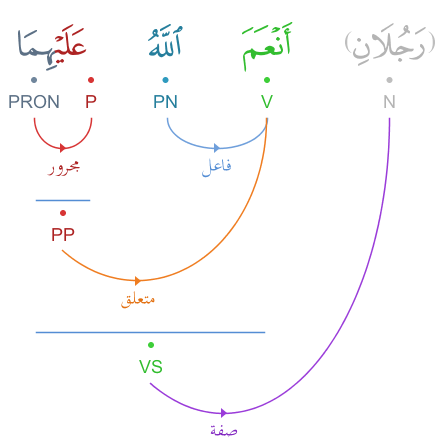 (رَجُلَانِ) أَنْعَمَ ٱللَّهُ عَلَيْهِمَا
N V PN P PRON
فاعل مجرور
PP
متعلق
VS
صفة